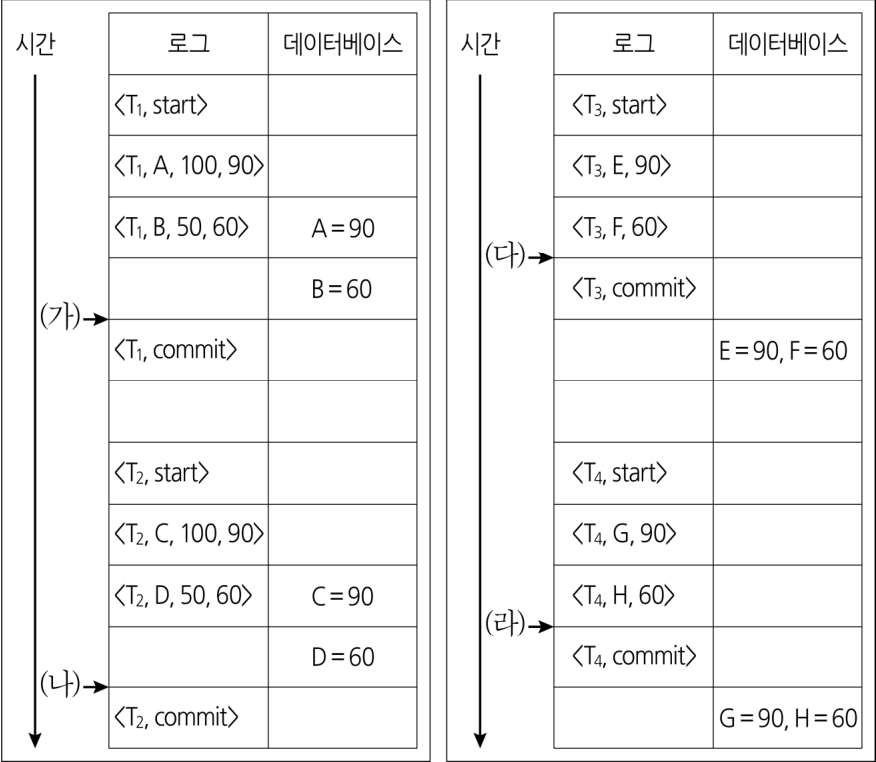 시간 로그 데이터베이스
<T₁, start>
<T₁, A, 100, 90>
<T₁, B, 50, 60> A=90
B=60
(가)
<T₁, commit>
<T₂, start>
<T₂, C, 100, 90>
<T₂, D, 50, 60> C=90
D=60
(나)
<T₂, commit>
시간 로그 데이터베이스
<T₃, start>
<T₃, E, 90>
<T₃, F, 60>
(다)
<T₃, commit>
E=90, F=60
<T₄, start>
<T₄, G, 90>
<T₄, H, 60>
(라)
<T₄, commit>
G=90, H=60